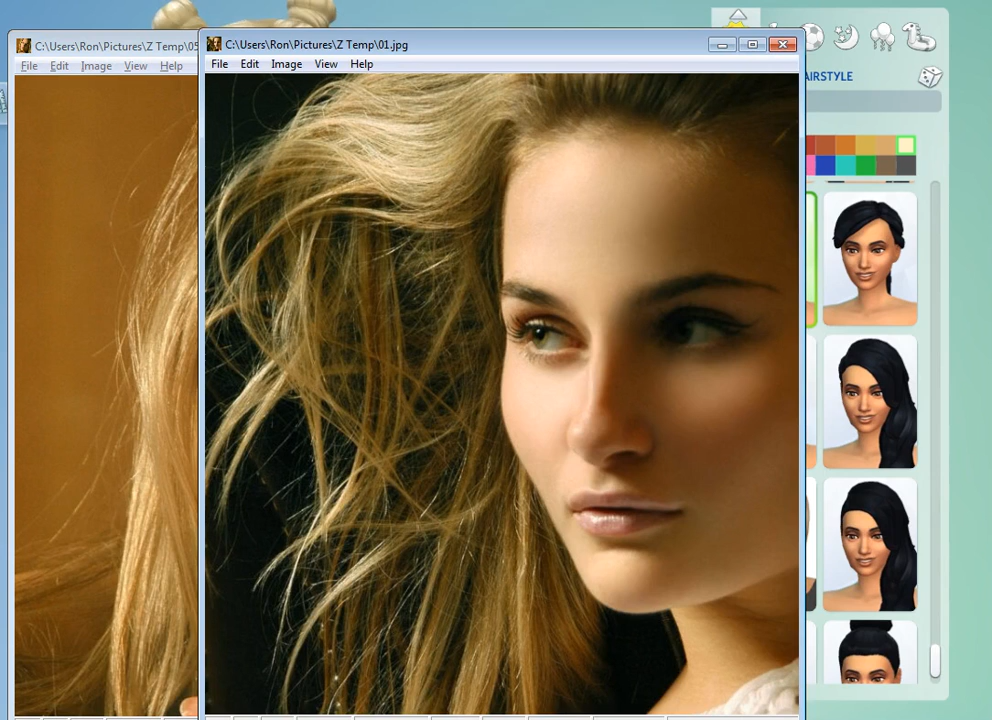 C:\Users\Ron\Pictures\Z Temp\05
File Edit Image View Help
C:\Users\Ron\Pictures\Z Temp\01.jpg
File Edit Image View Help
AIRSTYLE